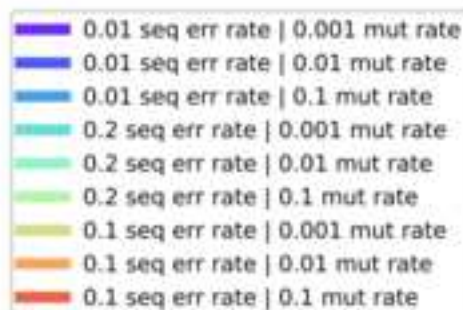 0.01 seq err rate | 0.001 mut rate
0.01 seq err rate | 0.01 mut rate
0.01 seq err rate | 0.1 mut rate
0.2 seq err rate | 0.001 mut rate
0.2 seq err rate | 0.01 mut rate
0.2 seq err rate | 0.1 mut rate
0.1 seq err rate | 0.001 mut rate
0.1 seq err rate | 0.01 mut rate
0.1 seq err rate | 0.1 mut rate